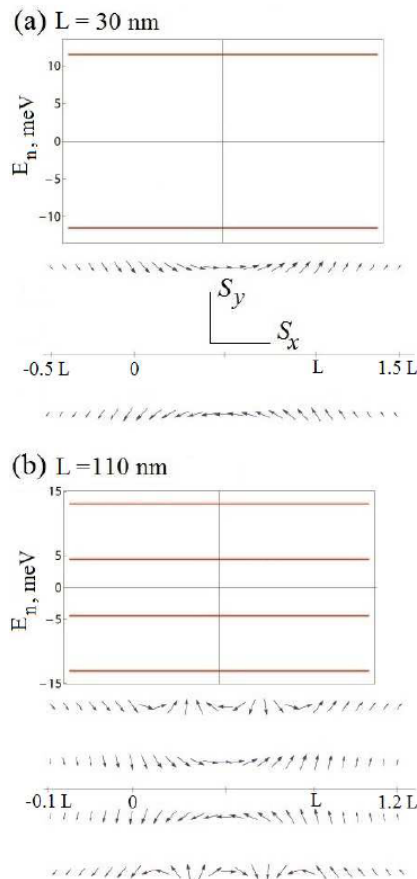 (a) L = 30 nm
E_n, meV
10
5
0
−5
−10
S_y
S_x
-0.5 L
0
L
1.5 L
(b) L =110 nm
E_n, meV
15
5
0
−5
−15
-0.1 L
0
L
1.2 L